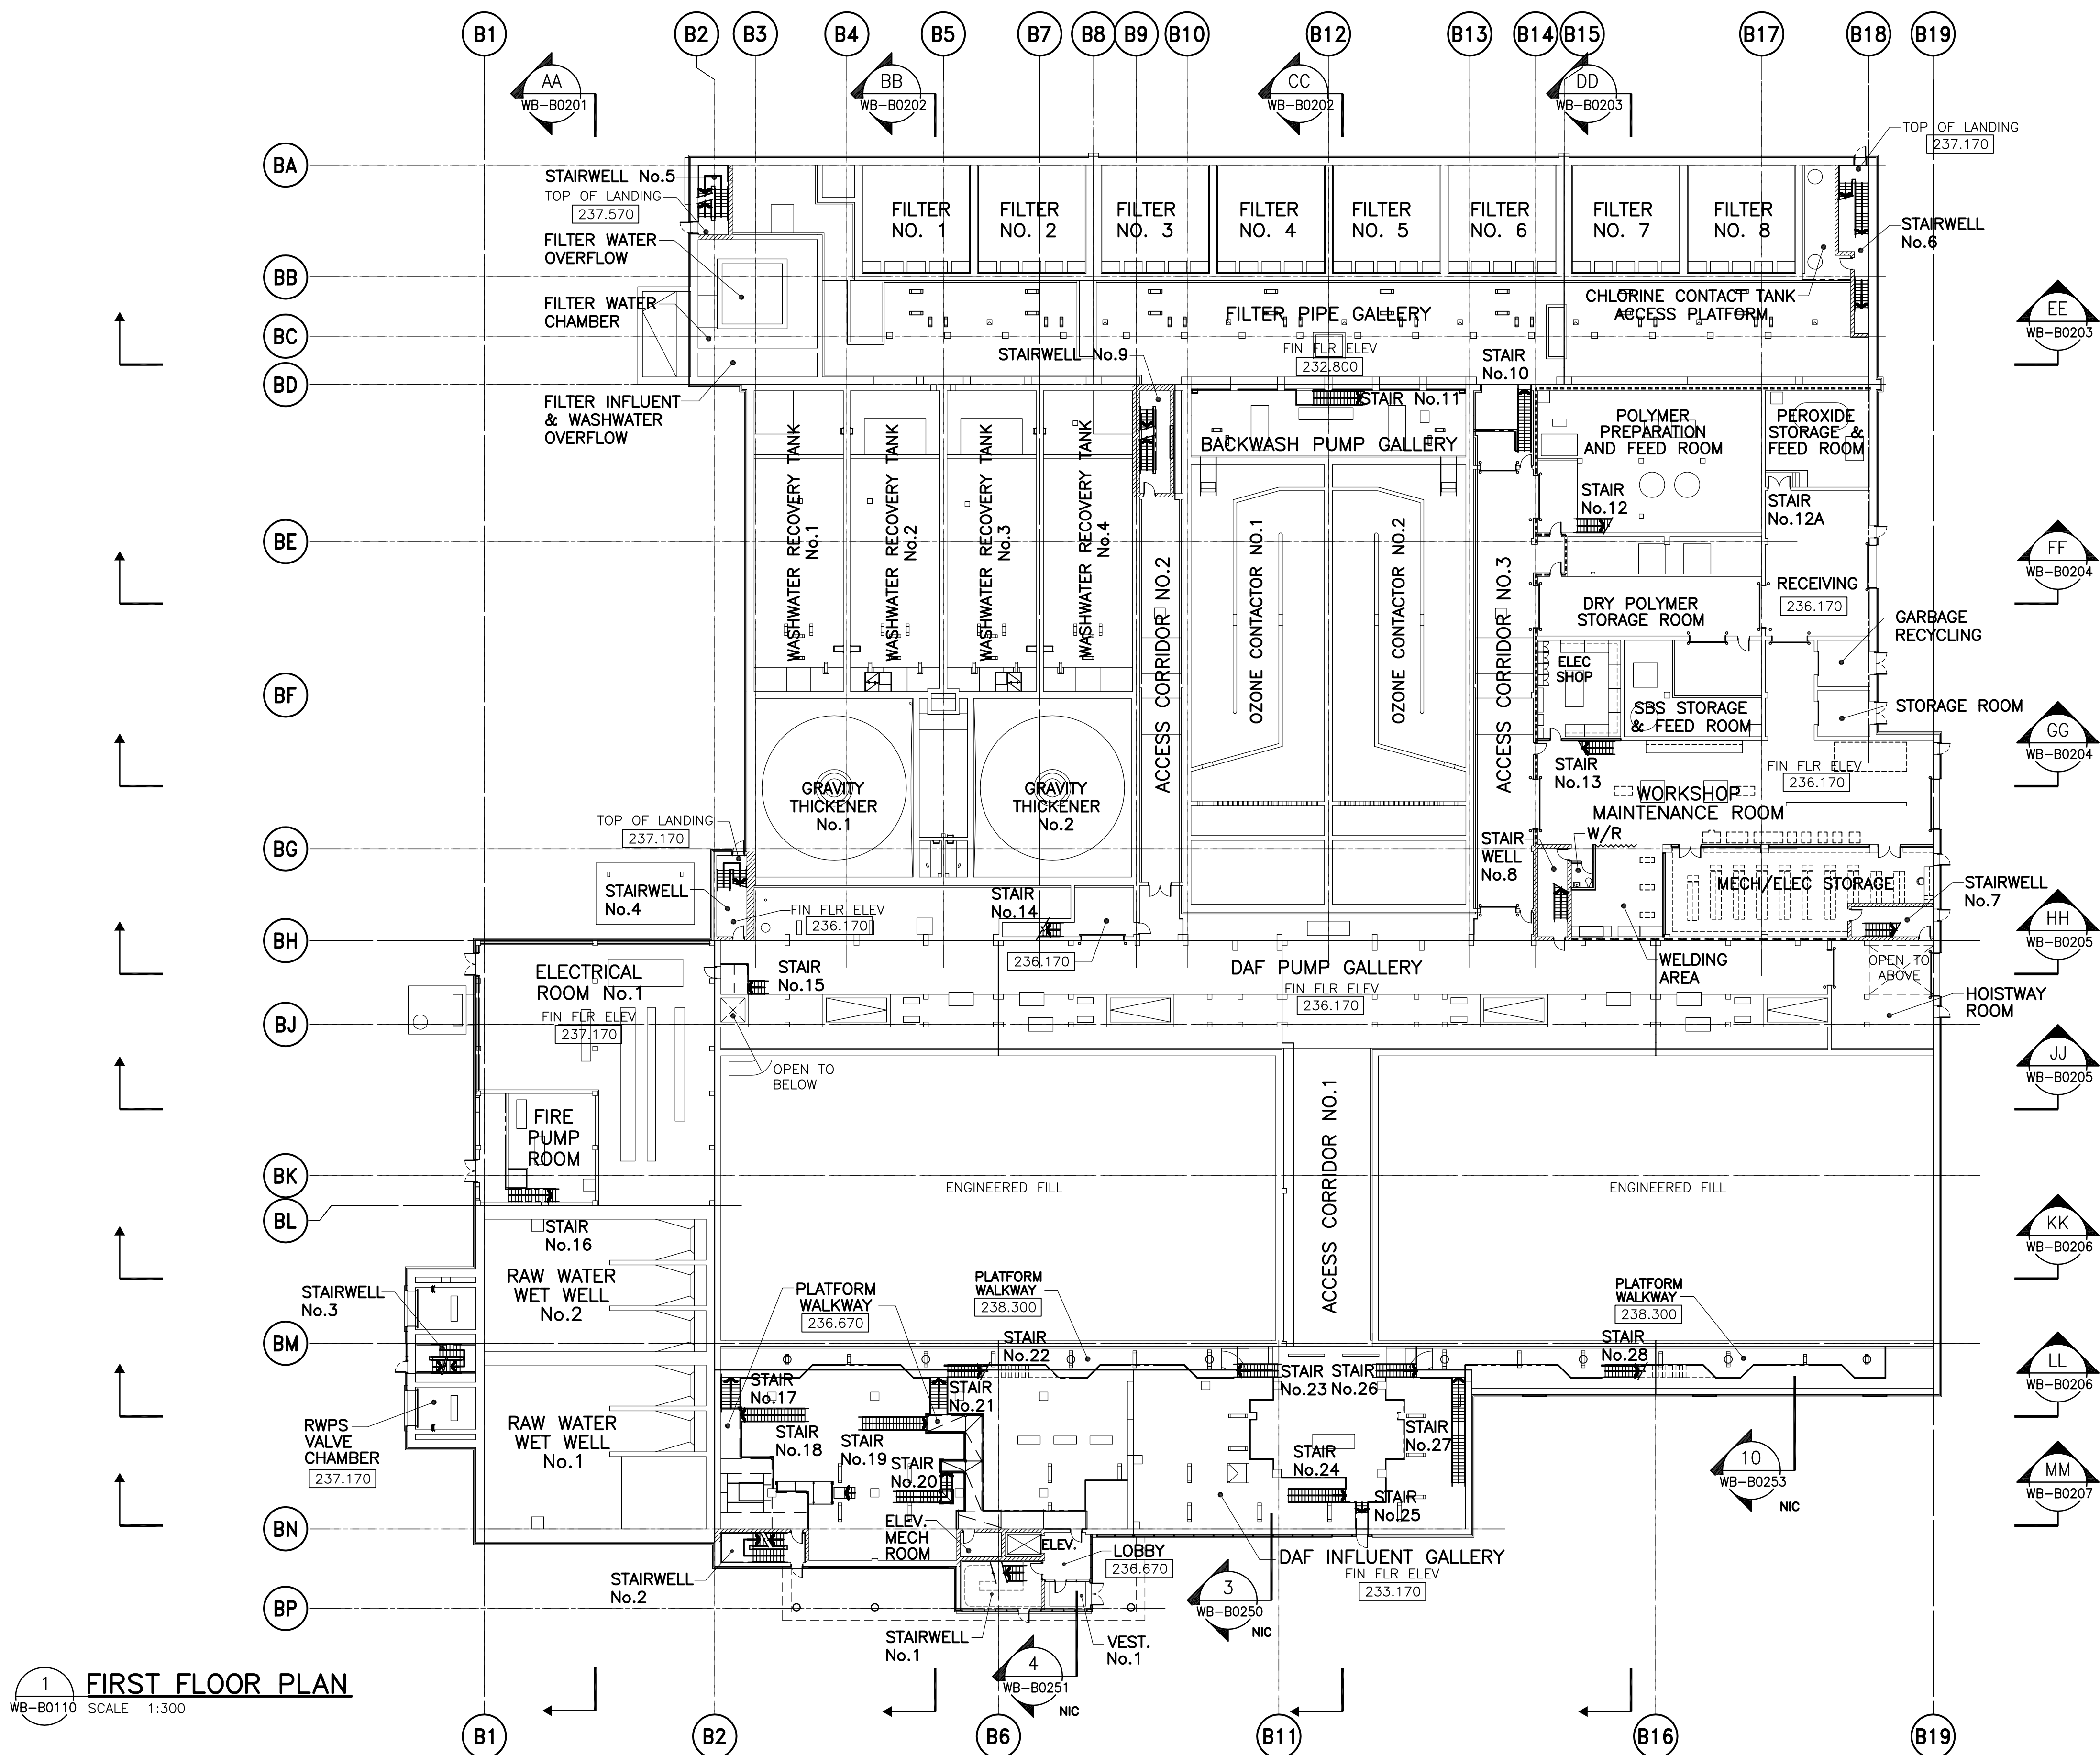 B1
B2
B3
B4
B5
B7
B8
B9
B10
B12
B13
B14
B15
B17
B18
B19
AA
WB-B0201
BB
WB-B0202
CC
WB-B0202
DD
WB-B0203
TOP OF LANDING
237.170
BA
STAIRWELL No.5
TOP OF LANDING
237.570
FILTER
NO. 1
FILTER
NO. 2
FILTER
NO. 3
FILTER
NO. 4
FILTER
NO. 5
FILTER
NO. 6
FILTER
NO. 7
FILTER
NO. 8
STAIRWELL
No.6
FILTER WATER
OVERFLOW
BB
FILTER WATER
CHAMBER
CHLORINE CONTACT TANK
ACCESS PLATFORM
FILTER PIPE GALLERY
FIN FLR ELEV
232.800
EE
WB-B0203
BC
STAIRWELL No.9
STAIR
No.10
BD
FILTER INFLUENT
& WASHWATER
OVERFLOW
STAIR No.11
BACKWASH PUMP GALLERY
POLYMER
PREPARATION
AND FEED ROOM
PEROXIDE
STORAGE &
FEED ROOM
WASHWATER RECOVERY TANK
No.1
WASHWATER RECOVERY TANK
No.2
WASHWATER RECOVERY TANK
No.3
WASHWATER RECOVERY TANK
No.4
STAIR
No.12
STAIR
No.12A
BE
FF
WB-B0204
ACCESS CORRIDOR NO.2
OZONE CONTACTOR NO.1
OZONE CONTACTOR NO.2
ACCESS CORRIDOR NO.3
RECEIVING
236.170
DRY POLYMER
STORAGE ROOM
GARBAGE
RECYCLING
ELEC
SHOP
BF
SBS STORAGE
& FEED ROOM
STORAGE ROOM
GG
WB-B0204
STAIR
No.13
FIN FLR ELEV
236.170
GRAVITY
THICKENER
No.1
GRAVITY
THICKENER
No.2
WORKSHOP
MAINTENANCE ROOM
TOP OF LANDING
237.170
BG
STAIR
WELL
No.8
W/R
MECH/ELEC STORAGE
STAIRWELL
No.7
STAIRWELL
No.4
STAIR
No.14
FIN FLR ELEV
236.170
HH
WB-B0205
BH
236.170
ELECTRICAL
ROOM No.1
STAIR
No.15
DAF PUMP GALLERY
FIN FLR ELEV
236.170
WELDING
AREA
OPEN TO
ABOVE
HOISTWAY
ROOM
BJ
FIN FLR ELEV
237.170
JJ
WB-B0205
OPEN TO
BELOW
FIRE
PUMP
ROOM
ACCESS CORRIDOR NO.1
BK
ENGINEERED FILL
ENGINEERED FILL
BL
STAIR
No.16
KK
WB-B0206
RAW WATER
WET WELL
No.2
STAIRWELL
No.3
PLATFORM
WALKWAY
236.670
PLATFORM
WALKWAY
238.300
PLATFORM
WALKWAY
238.300
BM
STAIR
No.22
STAIR
No.28
LL
WB-B0206
STAIR
No.17
STAIR
No.21
STAIR
No.23
STAIR
No.26
RWPS
VALVE
CHAMBER
237.170
RAW WATER
WET WELL
No.1
STAIR
No.18
STAIR
No.19
STAIR
No.20
STAIR
No.27
STAIR
No.24
STAIR
No.25
10
WB-B0253
NIC
MM
WB-B0207
BN
ELEV.
MECH
ROOM
ELEV.
LOBBY
236.670
DAF INFLUENT GALLERY
FIN FLR ELEV
233.170
STAIRWELL
No.2
3
WB-B0250
NIC
BP
STAIRWELL
No.1
VEST.
No.1
4
WB-B0251
NIC
1
WB-B0110
FIRST FLOOR PLAN
SCALE 1:300
B1
B2
B6
B11
B16
B19